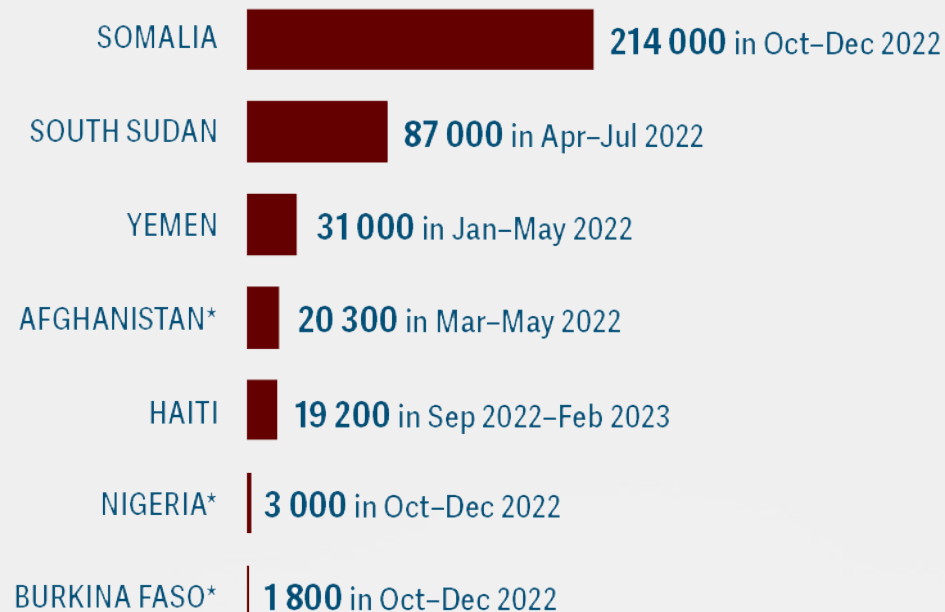 SOMALIA 214 000 in Oct–Dec 2022
SOUTH SUDAN 87 000 in Apr–Jul 2022
YEMEN 31 000 in Jan–May 2022
AFGHANISTAN* 20 300 in Mar–May 2022
HAITI 19 200 in Sep 2022–Feb 2023
NIGERIA* 3 000 in Oct–Dec 2022
BURKINA FASO* 1 800 in Oct–Dec 2022